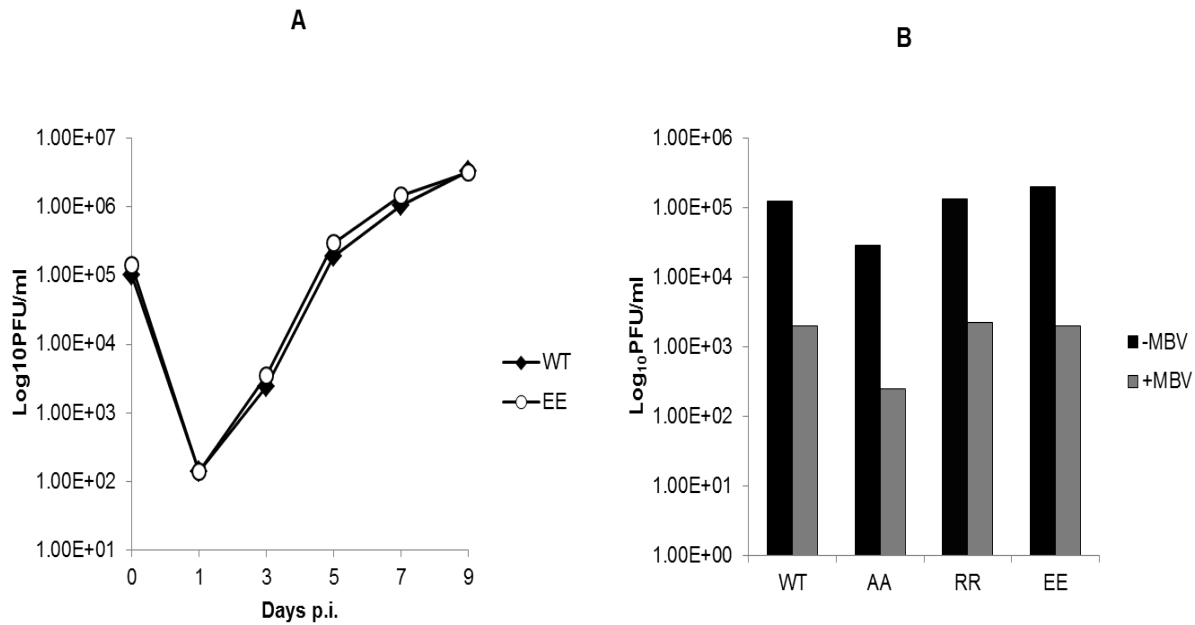 A
1.00E+07
1.00E+06
1.00E+05
1.00E+04
1.00E+03
1.00E+02
1.00E+01
Log10PFU/ml
0 1 3 5 7 9
Days p.i.
WT
EE
B
1.00E+06
1.00E+05
1.00E+04
1.00E+03
1.00E+02
1.00E+01
1.00E+00
Log₁₀PFU/ml
WT AA RR EE
-MBV
+MBV